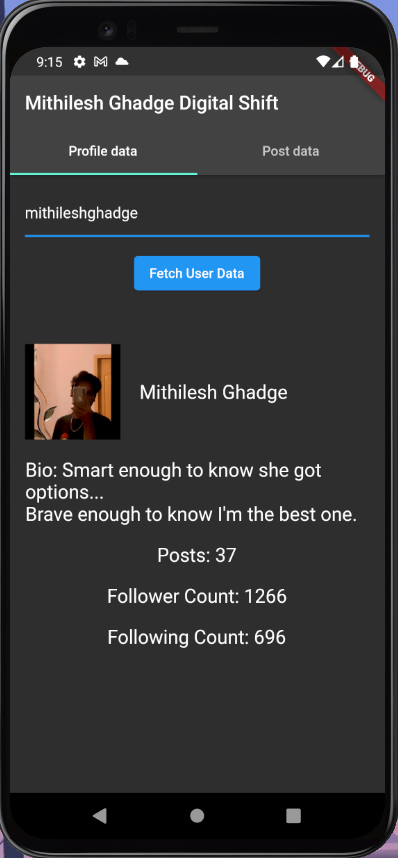 9:15
DEBUG
Mithilesh Ghadge Digital Shift
Profile data Post data
mithileshghadge
Fetch User Data
Mithilesh Ghadge
Bio: Smart enough to know she got
options...
Brave enough to know I'm the best one.
Posts: 37
Follower Count: 1266
Following Count: 696